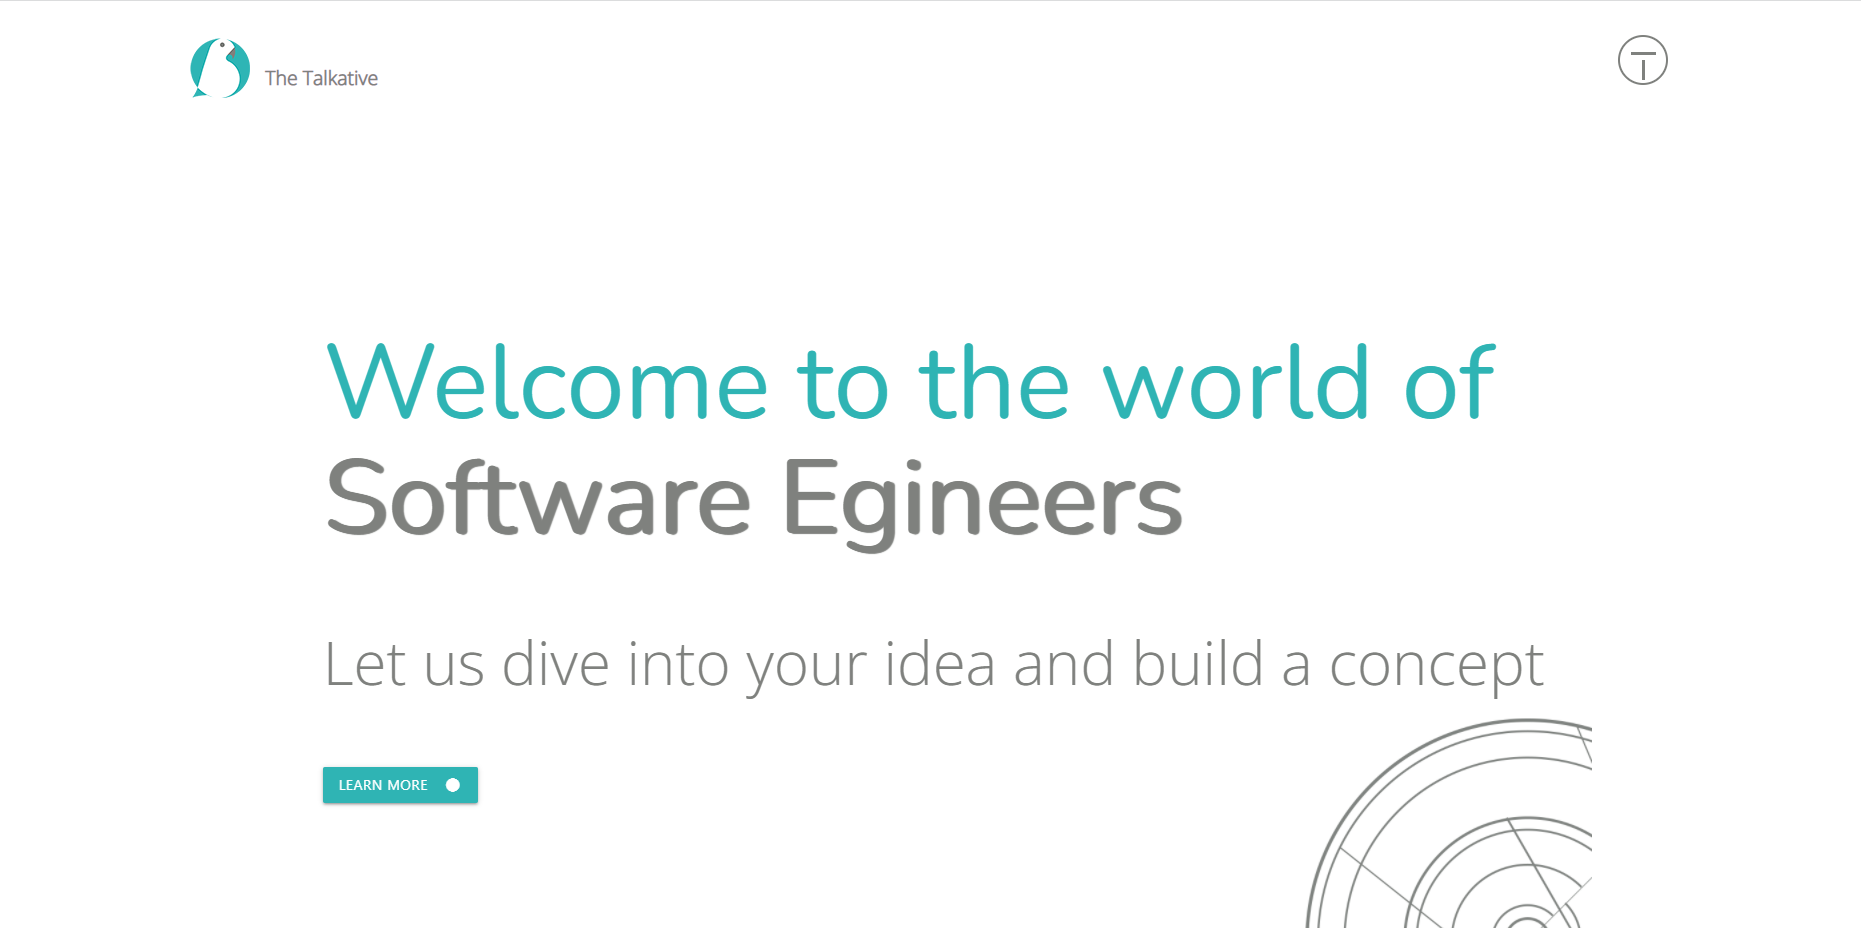 The Talkative
Welcome to the world of
Software Egineers
Let us dive into your idea and build a concept
LEARN MORE